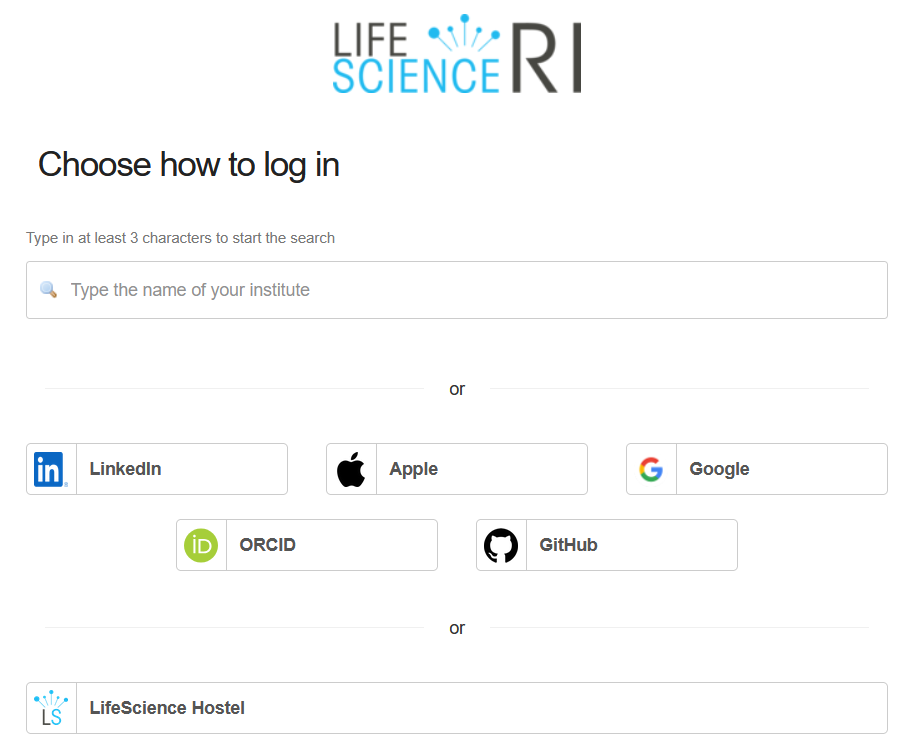 LIFE
SCIENCE RI
Choose how to log in
Type in at least 3 characters to start the search
Type the name of your institute
or
in LinkedIn
Apple
G Google
iD ORCID
GitHub
or
LS LifeScience Hostel